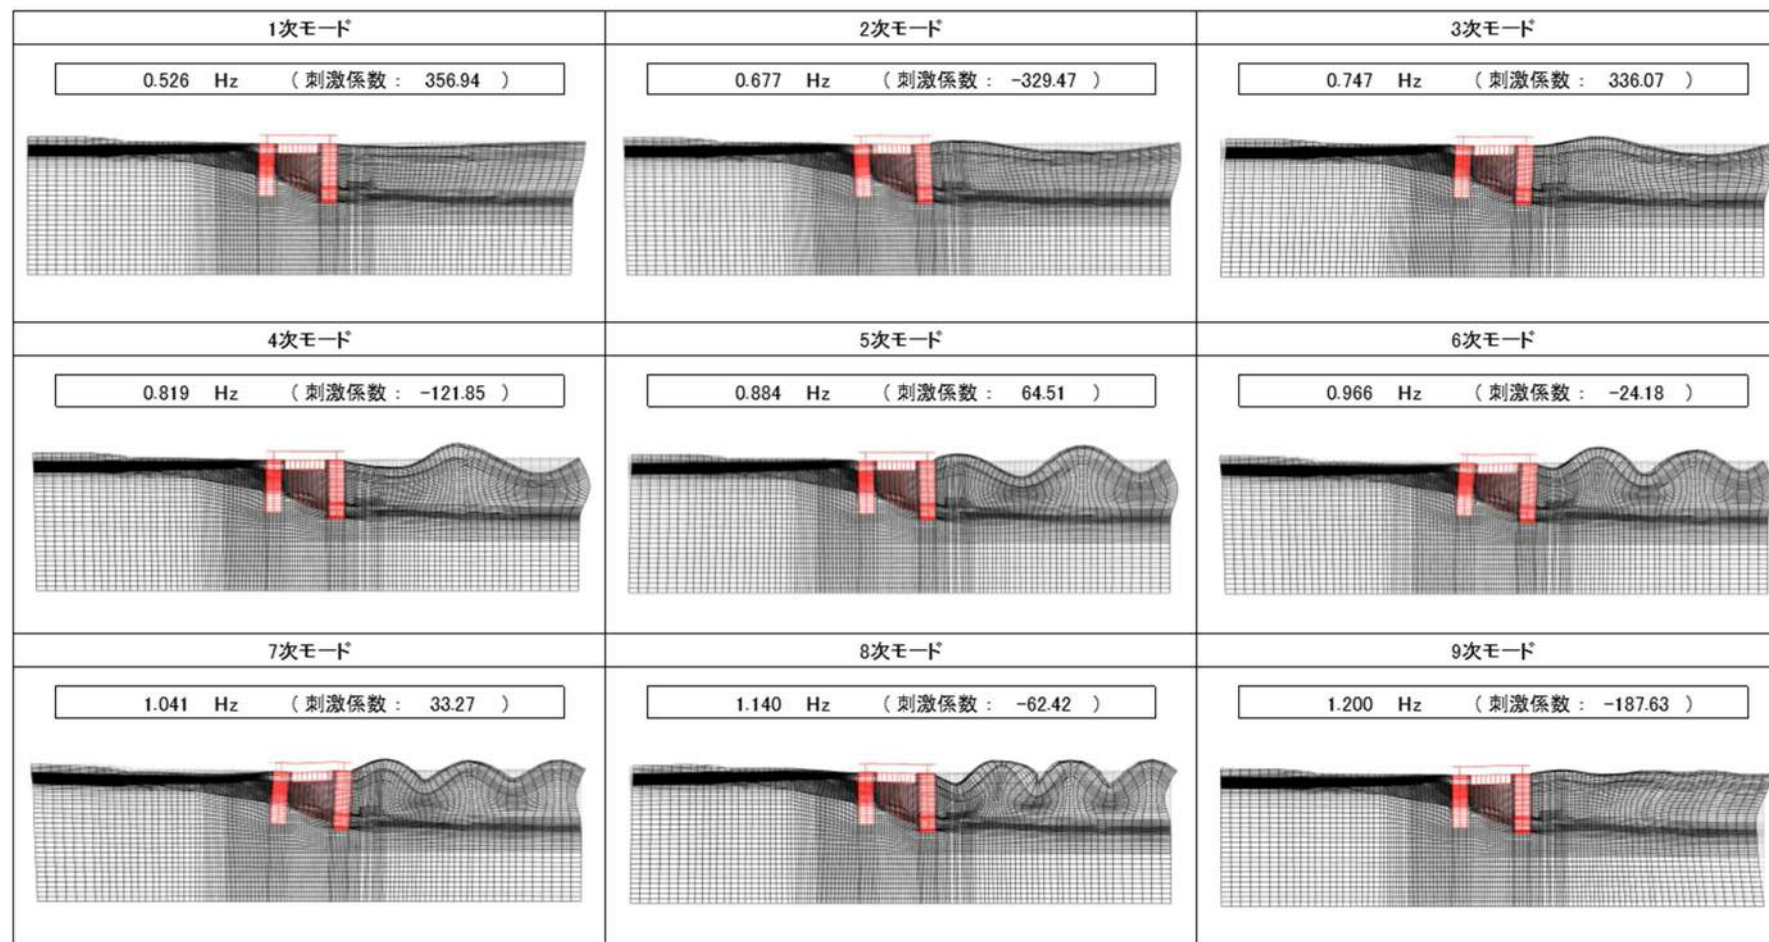 1次モード 2次モード 3次モード
0.526 Hz （刺激係数： 356.94 ） 0.677 Hz （刺激係数： -329.47 ） 0.747 Hz （刺激係数： 336.07 ）
4次モード 5次モード 6次モード
0.819 Hz （刺激係数： -121.85 ） 0.884 Hz （刺激係数： 64.51 ） 0.966 Hz （刺激係数： -24.18 ）
7次モード 8次モード 9次モード
1.041 Hz （刺激係数： 33.27 ） 1.140 Hz （刺激係数： -62.42 ） 1.200 Hz （刺激係数： -187.63 ）